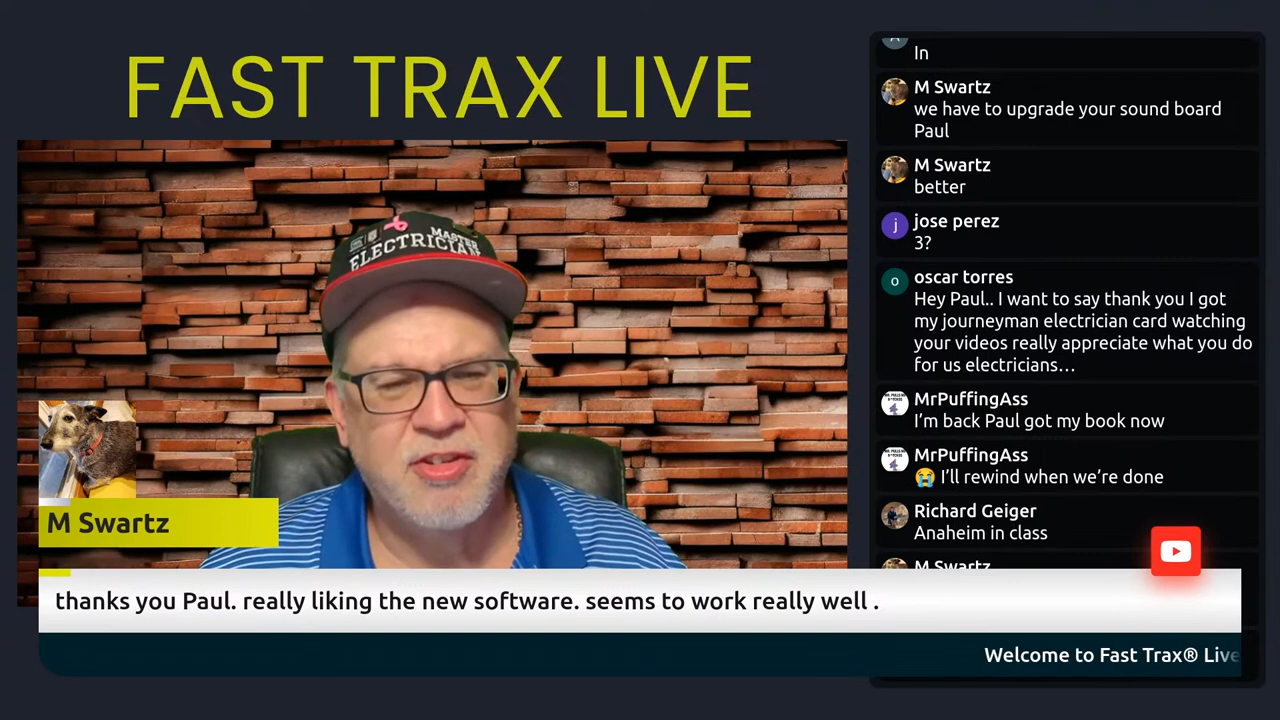 FAST TRAX LIVE
MASTER
ELECTRICIAN
M Swartz
thanks you Paul. really liking the new software. seems to work really well .
Welcome to Fast Trax® Live
In
M Swartz
we have to upgrade your sound board
Paul
M Swartz
better
jose perez
3?
oscar torres
Hey Paul.. I want to say thank you I got
my journeyman electrician card watching
your videos really appreciate what you do
for us electricians…
MrPuffingAss
I’m back Paul got my book now
MrPuffingAss
😭 I’ll rewind when we’re done
Richard Geiger
Anaheim in class
M Swartz